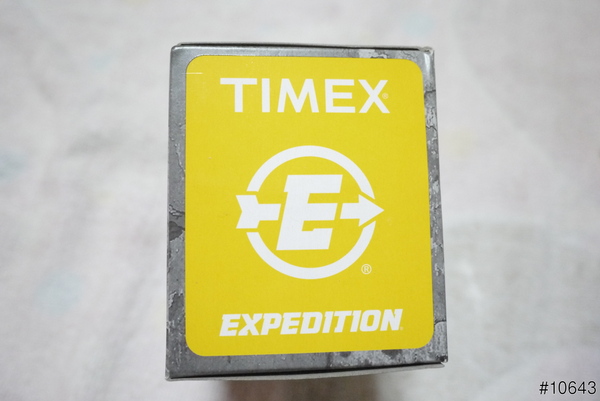 TIMEX
E
®
EXPEDITION
#10643